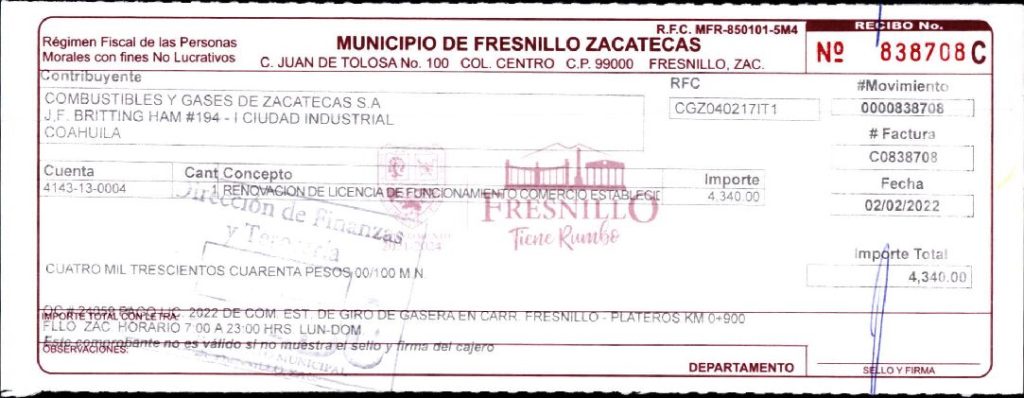 Régimen Fiscal de las Personas
Morales con fines No Lucrativos
MUNICIPIO DE FRESNILLO ZACATECAS
C. JUAN DE TOLOSA No. 100 COL. CENTRO C.P. 99000 FRESNILLO, ZAC.
R.F.C. MFR-850101-5M4
RECIBO No.
Nº 838708 C
Contribuyente
COMBUSTIBLES Y GASES DE ZACATECAS S.A
J.F. BRITTING HAM #194 - I CIUDAD INDUSTRIAL
COAHUILA
RFC
CGZ040217IT1
#Movimiento
0000838708
# Factura
C0838708
Fecha
02/02/2022
Cuenta Cant Concepto Importe
4143-13-0004 1 RENOVACION DE LICENCIA DE FUNCIONAMIENTO COMERCIO ESTABLECID 4,340.00
FRESNILLO
Tiene Rumbo
Dirección de Finanzas
y Tesorería
Importe Total
4,340.00
CUATRO MIL TRESCIENTOS CUARENTA PESOS 00/100 M.N.
OC # 24059 PAGO LIC. 2022 DE COM. EST. DE GIRO DE GASERA EN CARR. FRESNILLO - PLATEROS KM 0+900
IMPORTE TOTAL CON LETRA:
FLLO ZAC. HORARIO 7:00 A 23:00 HRS. LUN-DOM
Este comprobante no es válido si no muestra el sello y firma del cajero
OBSERVACIONES:
MUNICIPAL
DEPARTAMENTO
SELLO Y FIRMA